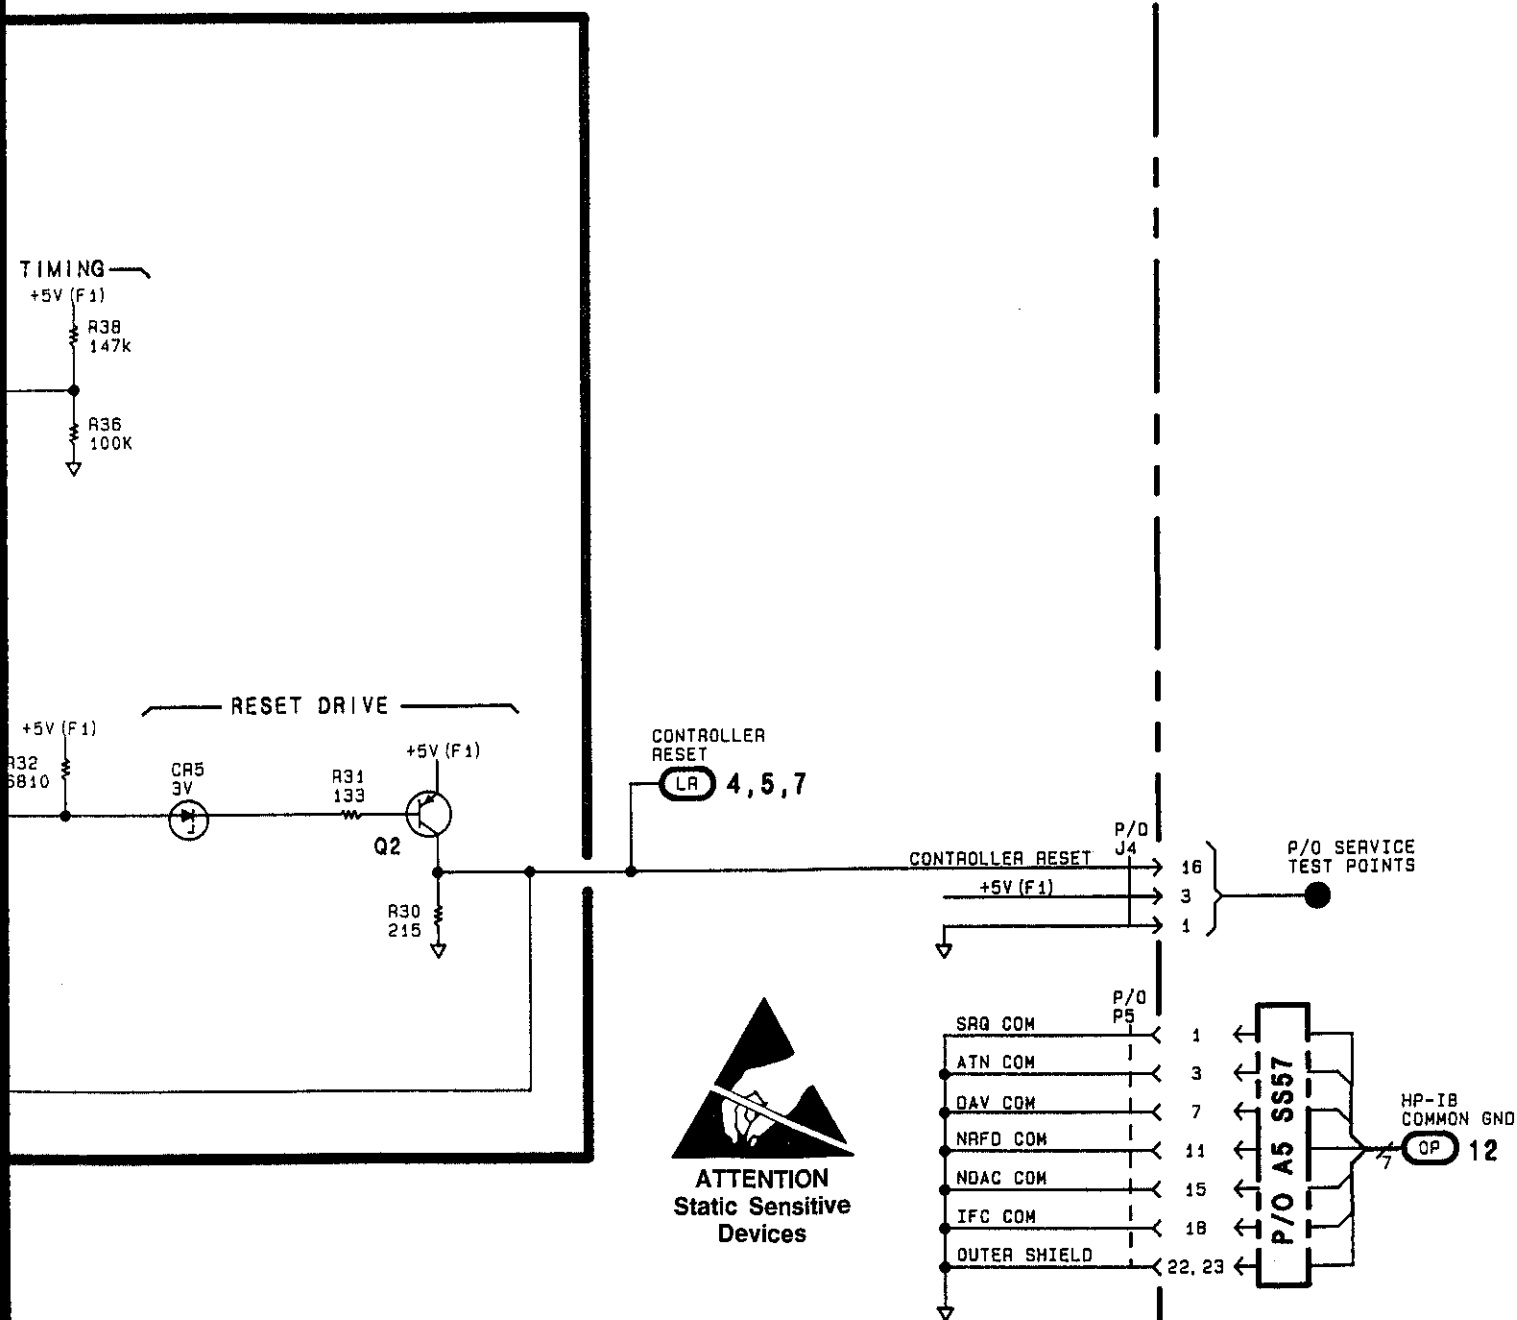 TIMING
+5V (F1)
R38
147K
R36
100K
RESET DRIVE
+5V (F1)
R32
6810
CR5
3V
R31
133
+5V (F1)
Q2
R30
215
CONTROLLER
RESET
LR 4,5,7
P/O
J4
CONTROLLER RESET 16
+5V (F1) 3
1
P/O SERVICE
TEST POINTS
P/O
P5
SRQ COM 1
ATN COM 3
DAV COM 7
NRFD COM 11
NDAC COM 15
IFC COM 18
OUTER SHIELD 22, 23
P/O A5 SS57
HP-IB
COMMON GND
7
OP 12
ATTENTION
Static Sensitive
Devices